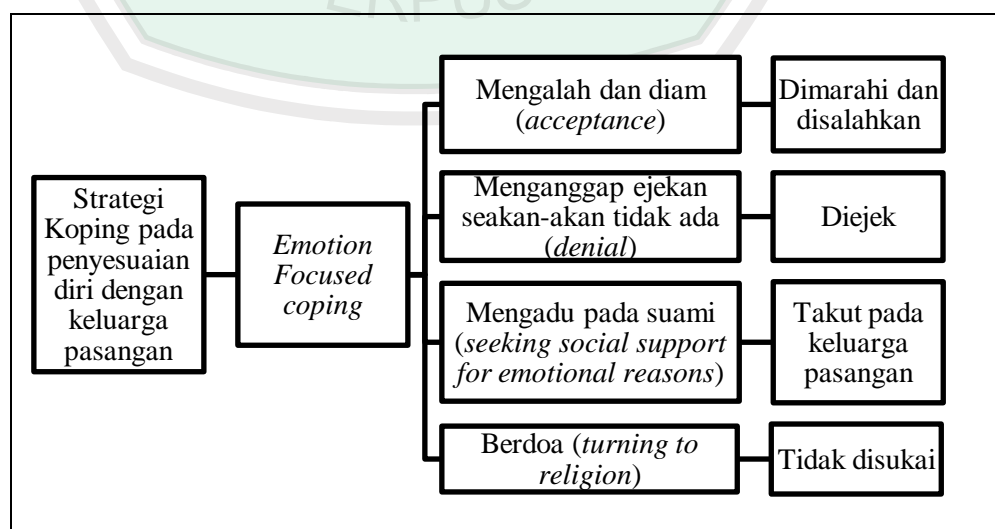 ERPUS
Strategi
Koping pada
penyesuaian
diri dengan
keluarga
pasangan
Emotion
Focused
coping
Mengalah dan diam
(acceptance)
Dimarahi dan
disalahkan
Menganggap ejekan
seakan-akan tidak ada
(denial)
Diejek
Mengadu pada suami
(seeking social support
for emotional reasons)
Takut pada
keluarga
pasangan
Berdoa (turning to
religion)
Tidak disukai